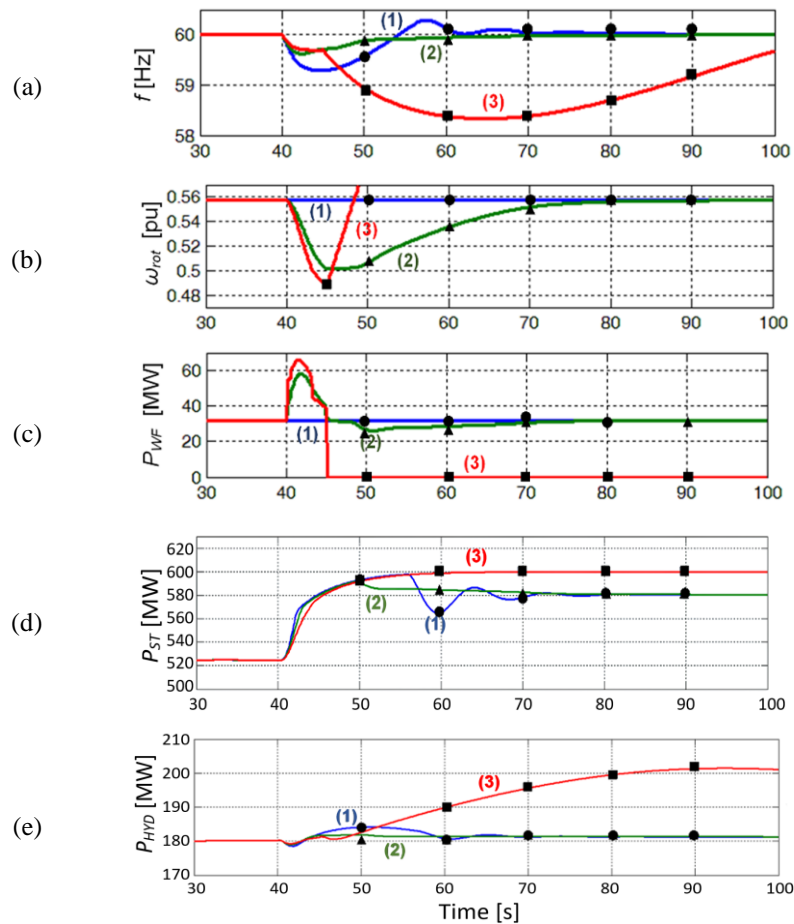 (a)
f [Hz]
60
59
58
(1)
(2)
(3)
30 40 50 60 70 80 90 100
(b)
ωrot [pu]
0.56
0.54
0.52
0.5
0.48
(1)
(3)
(2)
30 40 50 60 70 80 90 100
(c)
PWF [MW]
60
40
20
0
(1)
(2)
(3)
30 40 50 60 70 80 90 100
(d)
PST [MW]
620
600
580
560
540
520
500
(3)
(2)
(1)
30 40 50 60 70 80 90 100
(e)
PHYD [MW]
210
200
190
180
170
(3)
(1)
(2)
30 40 50 60 70 80 90 100
Time [s]